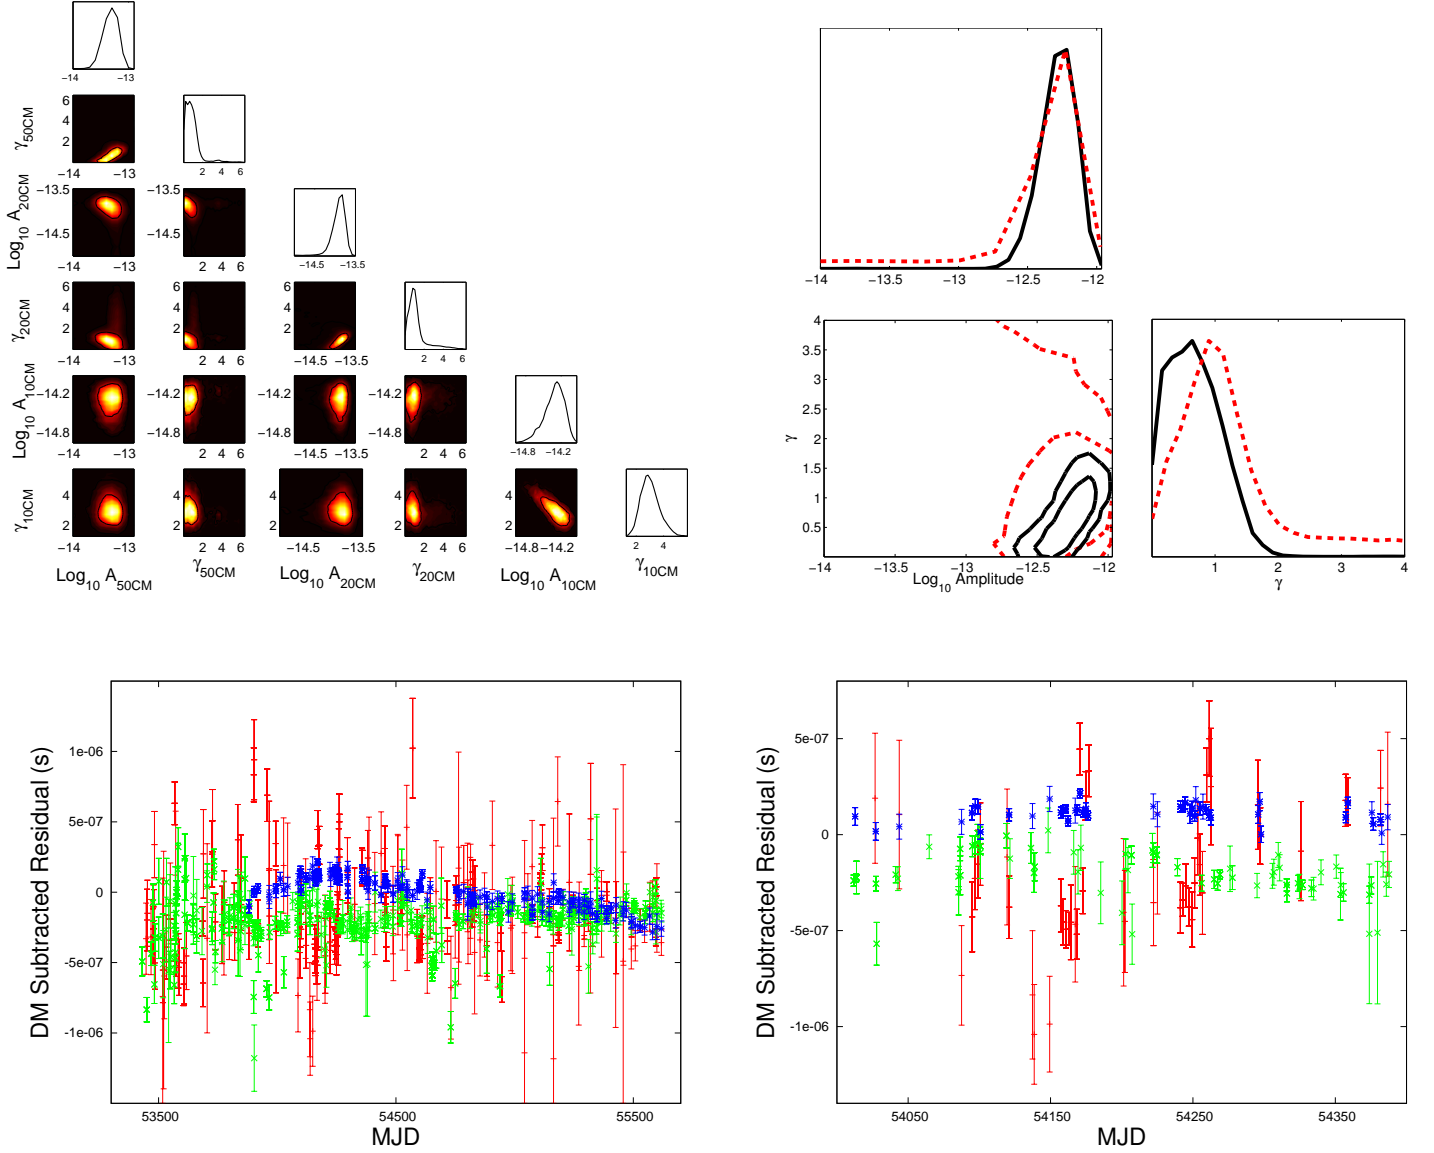 −14 −13
γ50CM
6
4
2
−14 −13
2 4 6
Log10 A20CM
−13.5
−14.5
−14 −13
−13.5
−14.5
2 4 6
−14.5 −13.5
γ20CM
6
4
2
−14 −13
2 4 6
−14.5 −13.5
2 4 6
Log10 A10CM
−14.2
−14.8
−14 −13
−14.2
−14.8
2 4 6
−14.2
−14.8
−14.5 −13.5
−14.2
−14.8
2 4 6
−14.8 −14.2
γ10CM
4
2
−14 −13
4
2
2 4 6
4
2
−14.5 −13.5
4
2
2 4 6
4
2
−14.8 −14.2
2 4
Log10 A50CM
γ50CM
Log10 A20CM
γ20CM
Log10 A10CM
γ10CM
−14 −13.5 −13 −12.5 −12
4
3.5
3
2.5
2
1.5
1
0.5
γ
−14 −13.5 −13 −12.5 −12
Log10 Amplitude
1 2 3 4
γ
DM Subtracted Residual (s)
1e-06
5e-07
0
-5e-07
-1e-06
53500 54500 55500
MJD
DM Subtracted Residual (s)
5e-07
0
-5e-07
-1e-06
54050 54150 54250 54350
MJD